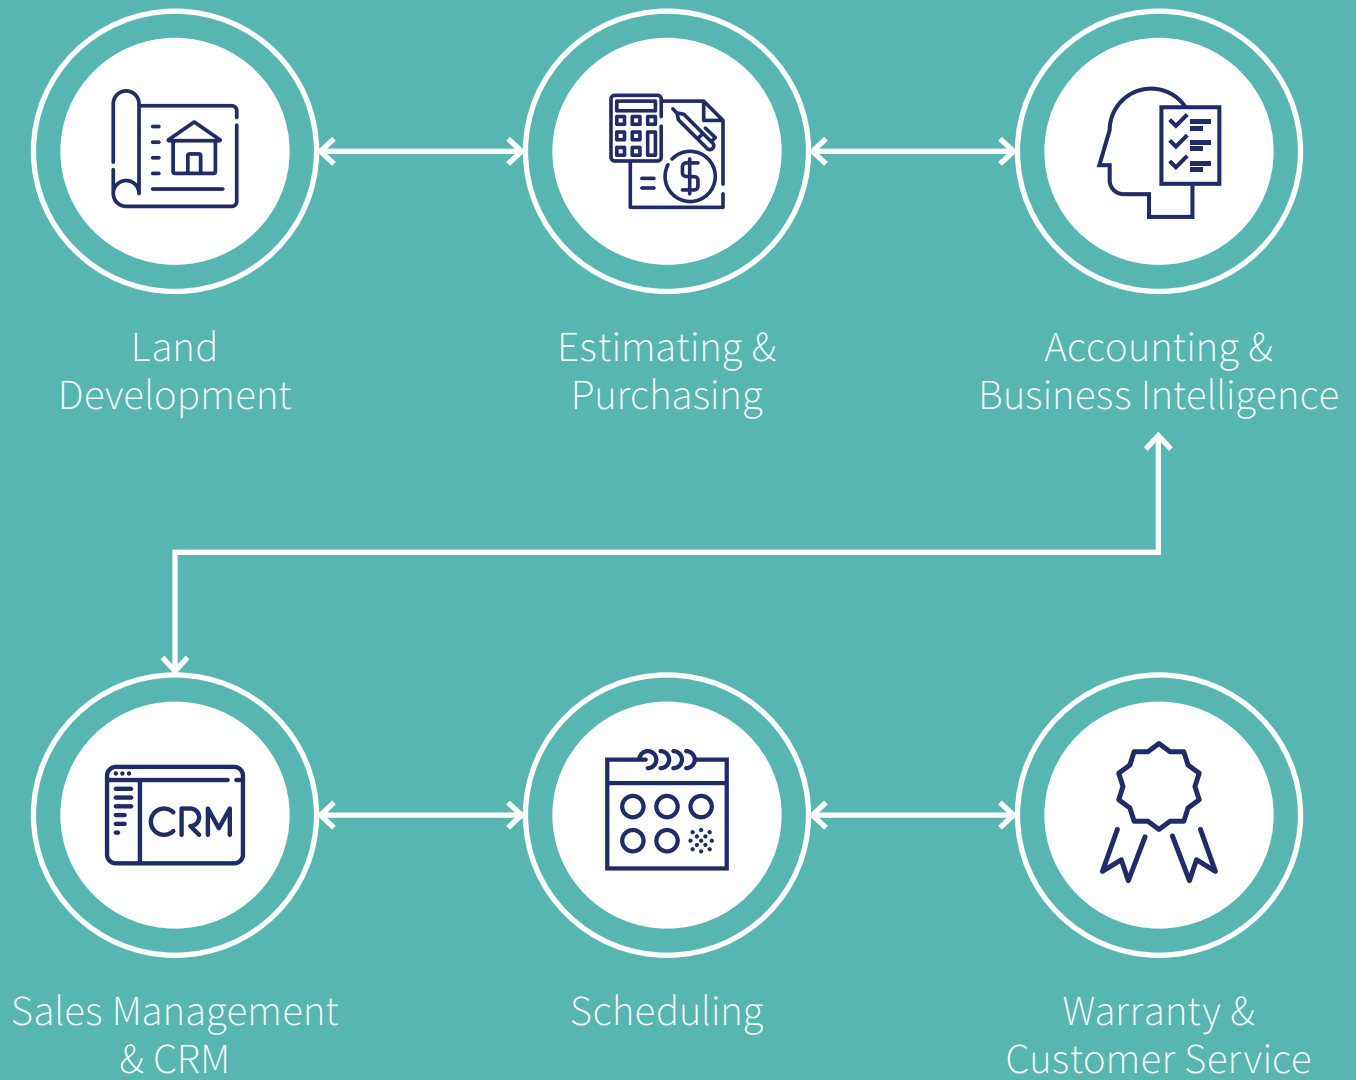 Land
Development
Estimating &
Purchasing
Accounting &
Business Intelligence
CRM
Sales Management
& CRM
Scheduling
Warranty &
Customer Service